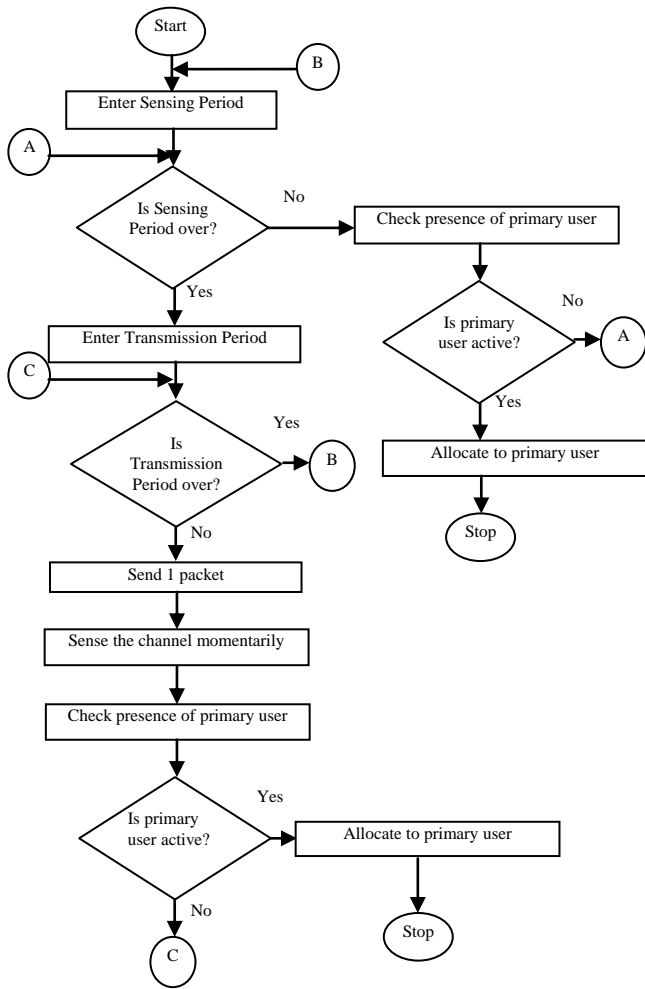 Start
B
Enter Sensing Period
A
Is Sensing
Period over?
No
Check presence of primary user
Yes
Is primary
user active?
No
A
Yes
Allocate to primary user
Stop
Enter Transmission Period
C
Is
Transmission
Period over?
Yes
B
No
Send 1 packet
Sense the channel momentarily
Check presence of primary user
Is primary
user active?
Yes
Allocate to primary user
Stop
No
C